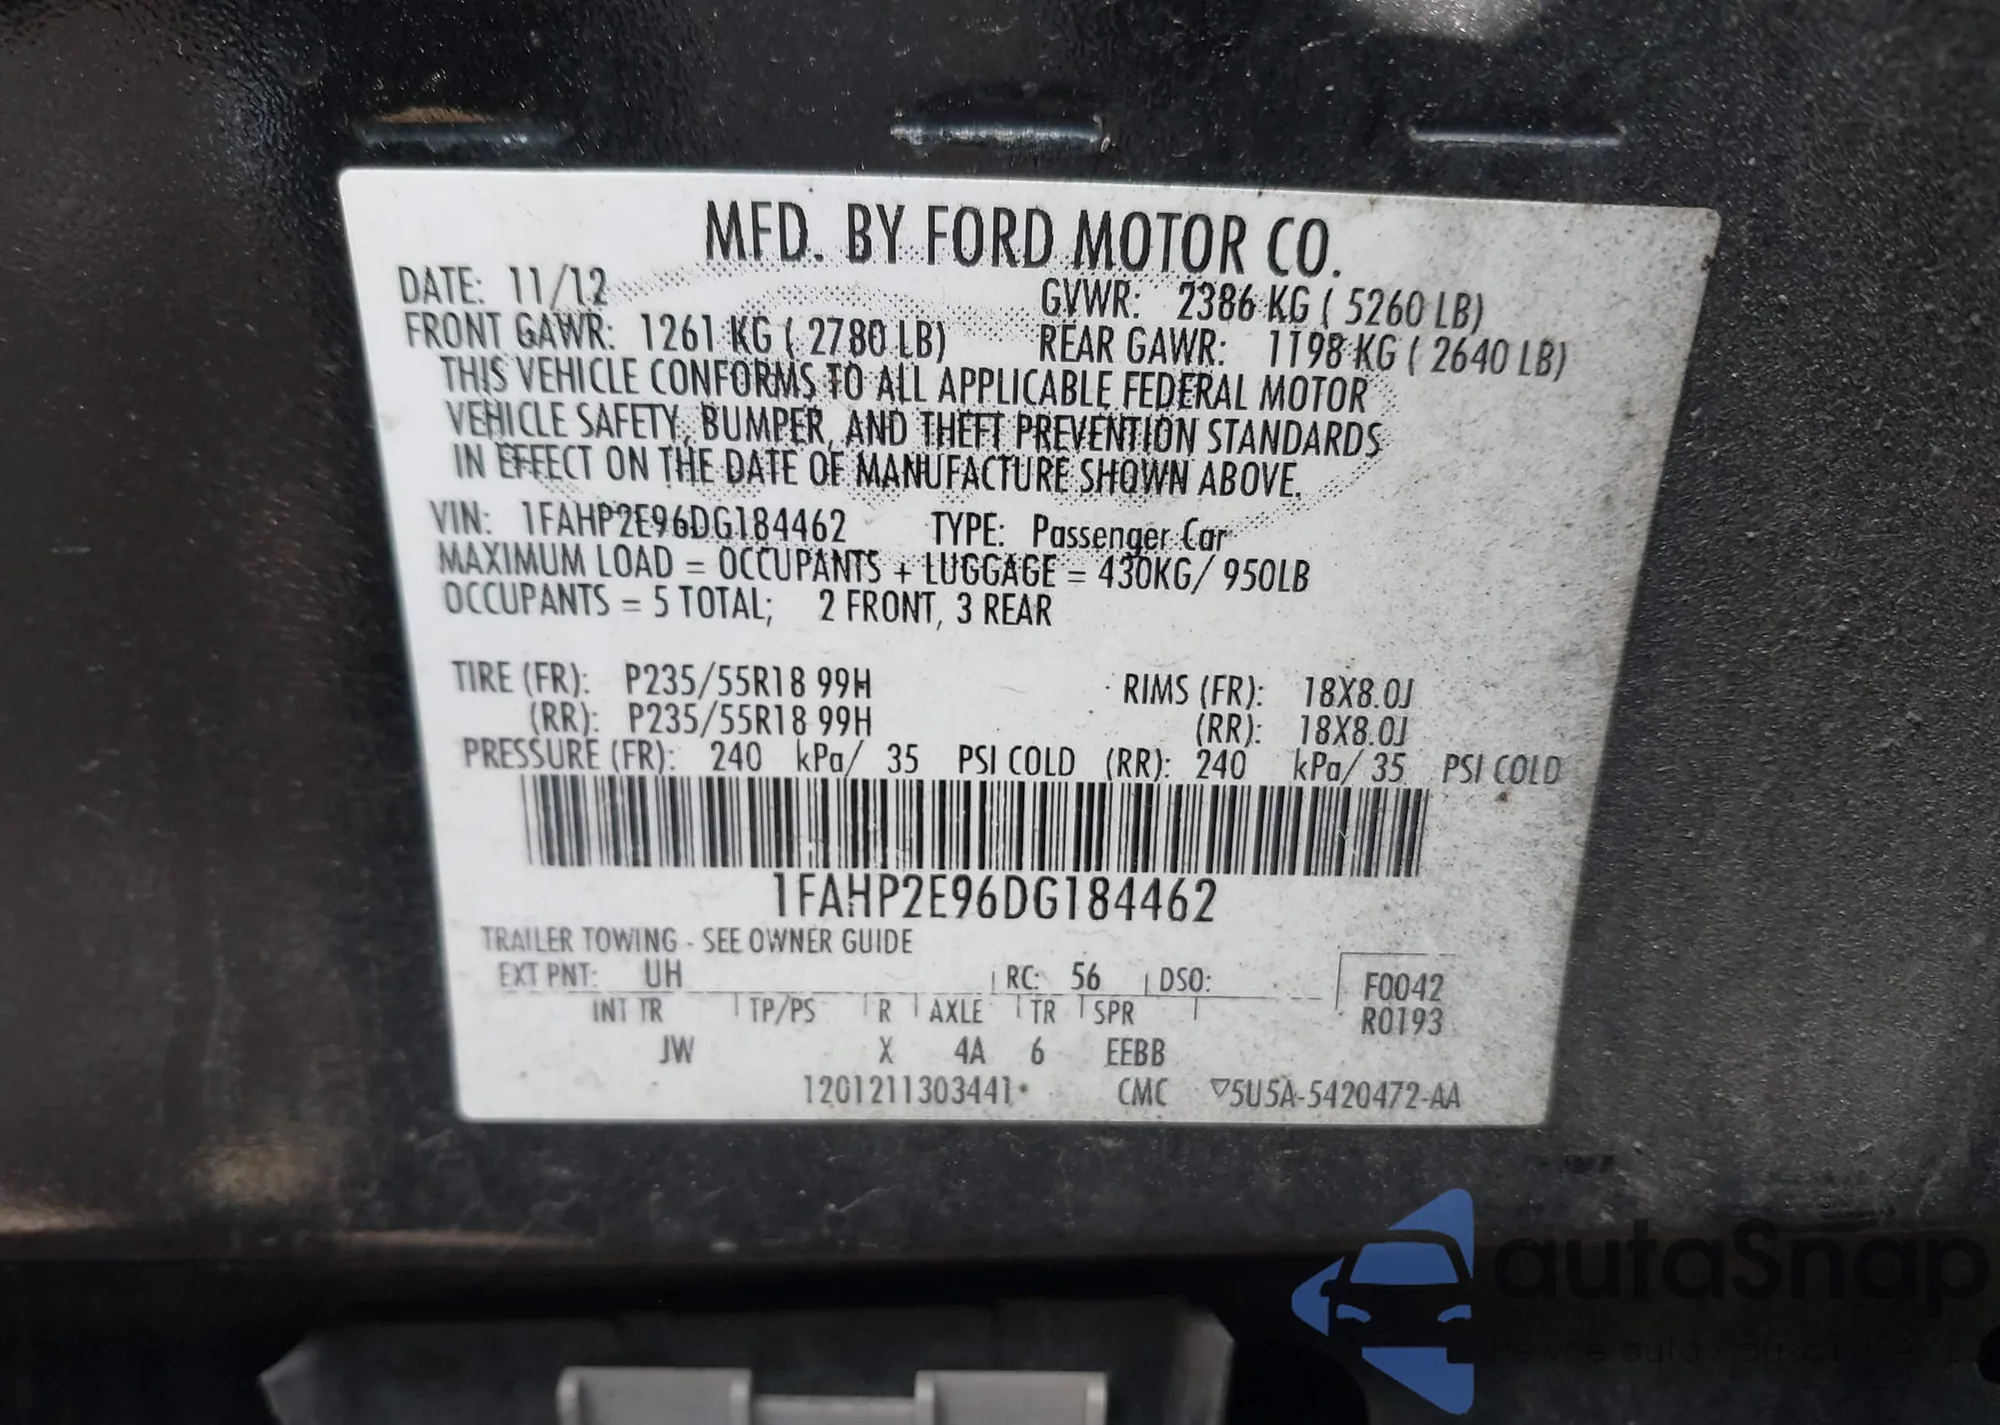 MFD. BY FORD MOTOR CO.
DATE: 11/12 GVWR: 2386 KG ( 5260 LB)
FRONT GAWR: 1261 KG ( 2780 LB) REAR GAWR: 1198 KG ( 2640 LB)
THIS VEHICLE CONFORMS TO ALL APPLICABLE FEDERAL MOTOR
VEHICLE SAFETY, BUMPER, AND THEFT PREVENTION STANDARDS
IN EFFECT ON THE DATE OF MANUFACTURE SHOWN ABOVE.
VIN: 1FAHP2E96DG184462 TYPE: Passenger Car
MAXIMUM LOAD = OCCUPANTS + LUGGAGE = 430KG/ 950LB
OCCUPANTS = 5 TOTAL; 2 FRONT, 3 REAR
TIRE (FR): P235/55R18 99H RIMS (FR): 18X8.0J
(RR): P235/55R18 99H (RR): 18X8.0J
PRESSURE (FR): 240 kPa/ 35 PSI COLD (RR): 240 kPa/ 35 PSI COLD
1FAHP2E96DG184462
TRAILER TOWING - SEE OWNER GUIDE
EXT PNT: UH RC: 56 DSO: F0042
INT TR TP/PS R AXLE TR SPR R0193
JW X 4A 6 EEBB
1201211303441* CMC ▽5U5A-5420472-AA
autaSnap